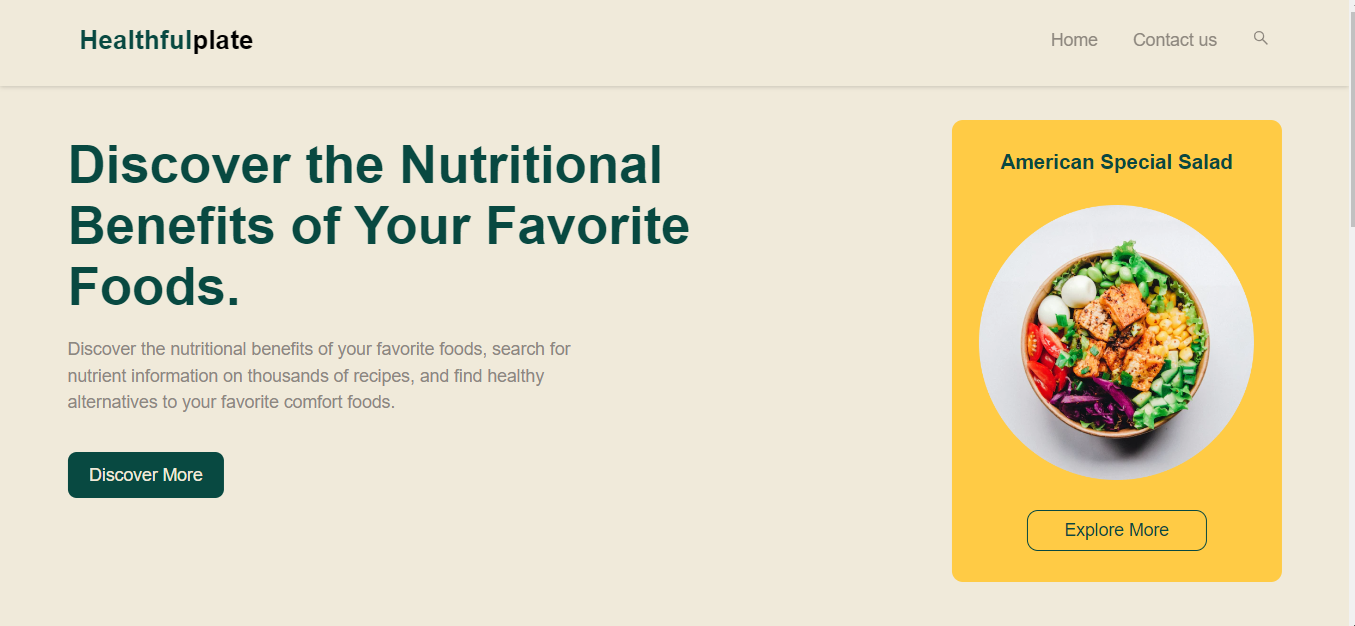 Healthfulplate
Home
Contact us
Discover the Nutritional
Benefits of Your Favorite
Foods.
Discover the nutritional benefits of your favorite foods, search for
nutrient information on thousands of recipes, and find healthy
alternatives to your favorite comfort foods.
Discover More
American Special Salad
Explore More